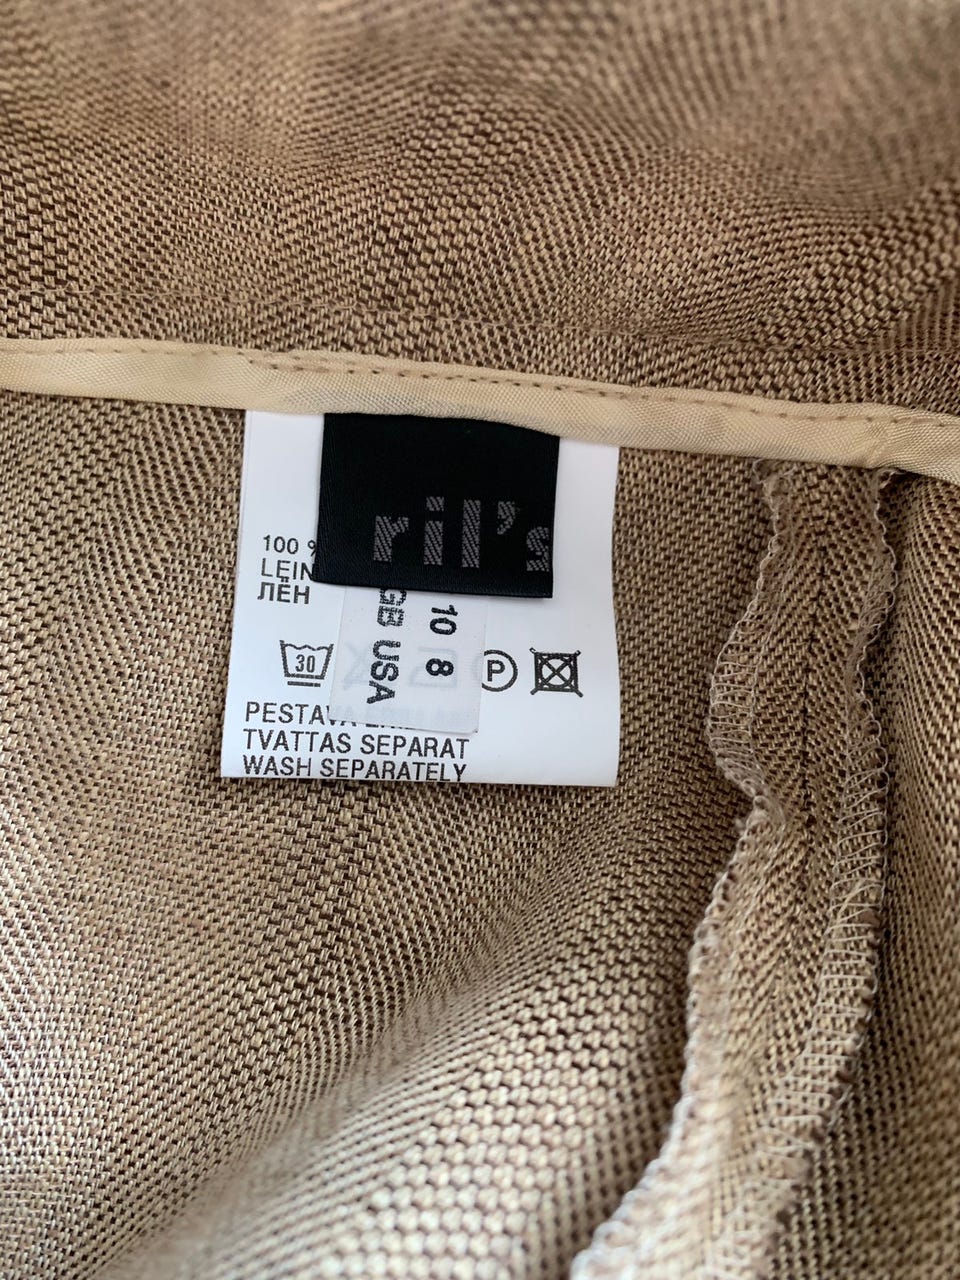 ril's
100 %
LEIN
ЛЁН
GB USA
10 8
30
P
PESTAVA
TVATTAS SEPARAT
WASH SEPARATELY